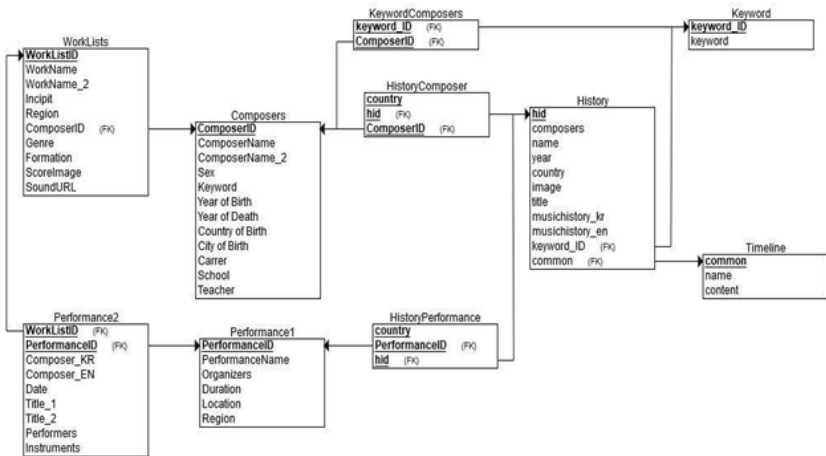 WorkLists
WorkListID
WorkName
WorkName_2
Incipit
Region
ComposerID (FK)
Genre
Formation
ScoreImage
SoundURL
Composers
ComposerID
ComposerName
ComposerName_2
Sex
Keyword
Year of Birth
Year of Death
Country of Birth
City of Birth
Carrer
School
Teacher
KeywordComposers
keyword_ID (FK)
ComposerID (FK)
HistoryComposer
country
hid (FK)
ComposerID (FK)
Keyword
keyword_ID
keyword
History
hid
composers
name
year
country
image
title
musichistory_kr
musichistory_en
keyword_ID (FK)
common (FK)
Timeline
common
name
content
Performance2
WorkListID (FK)
PerformanceID (FK)
Composer_KR
Composer_EN
Date
Title_1
Title_2
Performers
Instruments
Performance1
PerformanceID
PerformanceName
Organizers
Duration
Location
Region
HistoryPerformance
country
PerformanceID (FK)
hid (FK)